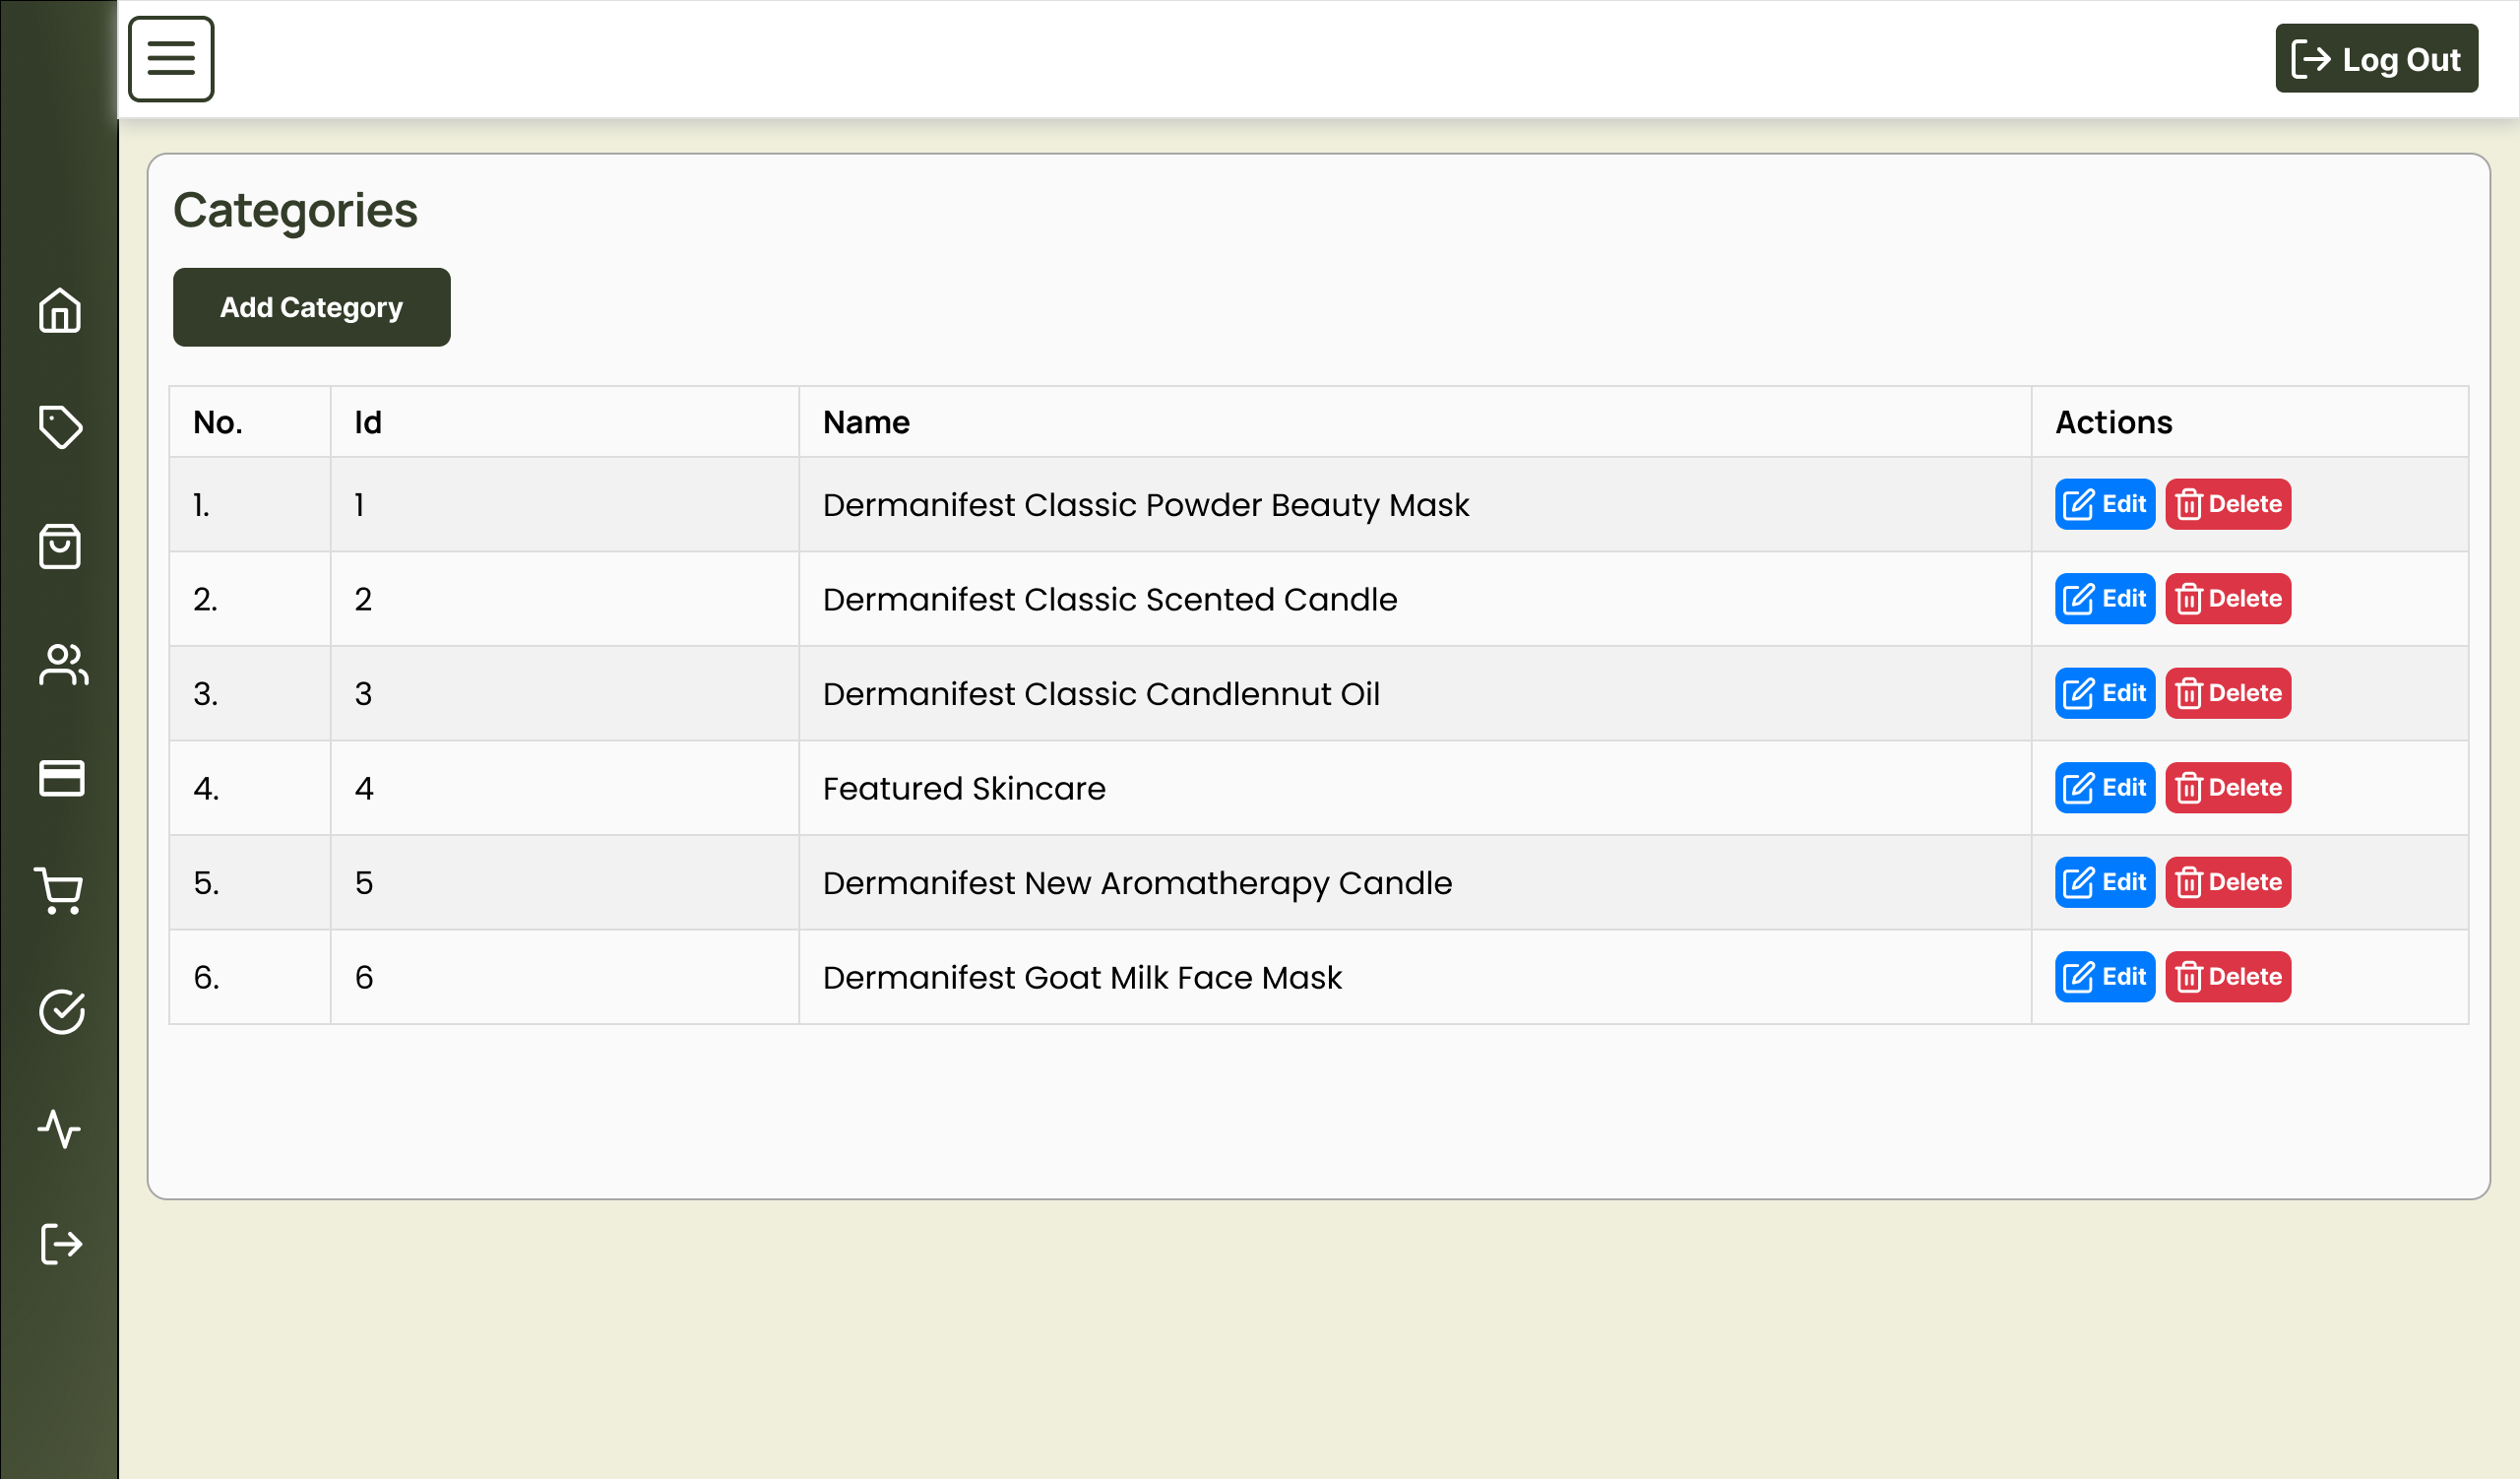 Log Out
Categories
Add Category
No. Id Name Actions
1. 1 Dermanifest Classic Powder Beauty Mask Edit Delete
2. 2 Dermanifest Classic Scented Candle Edit Delete
3. 3 Dermanifest Classic Candlennut Oil Edit Delete
4. 4 Featured Skincare Edit Delete
5. 5 Dermanifest New Aromatherapy Candle Edit Delete
6. 6 Dermanifest Goat Milk Face Mask Edit Delete